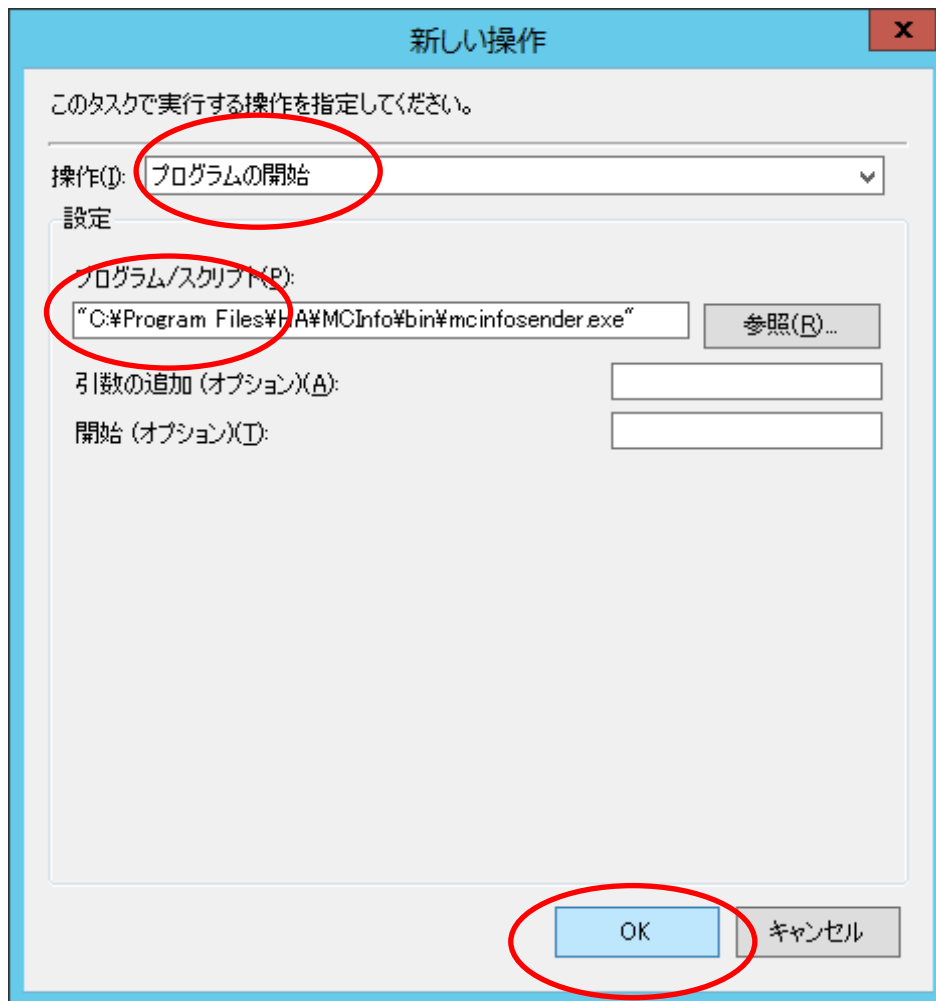 新しい操作
x
このタスクで実行する操作を指定してください。
操作(I): プログラムの開始
設定
プログラム/スクリプト(P):
"C:¥Program Files¥HA¥MCInfo¥bin¥mcinfosender.exe" 参照(R)...
引数の追加 (オプション)(A):
開始 (オプション)(T):
OK キャンセル